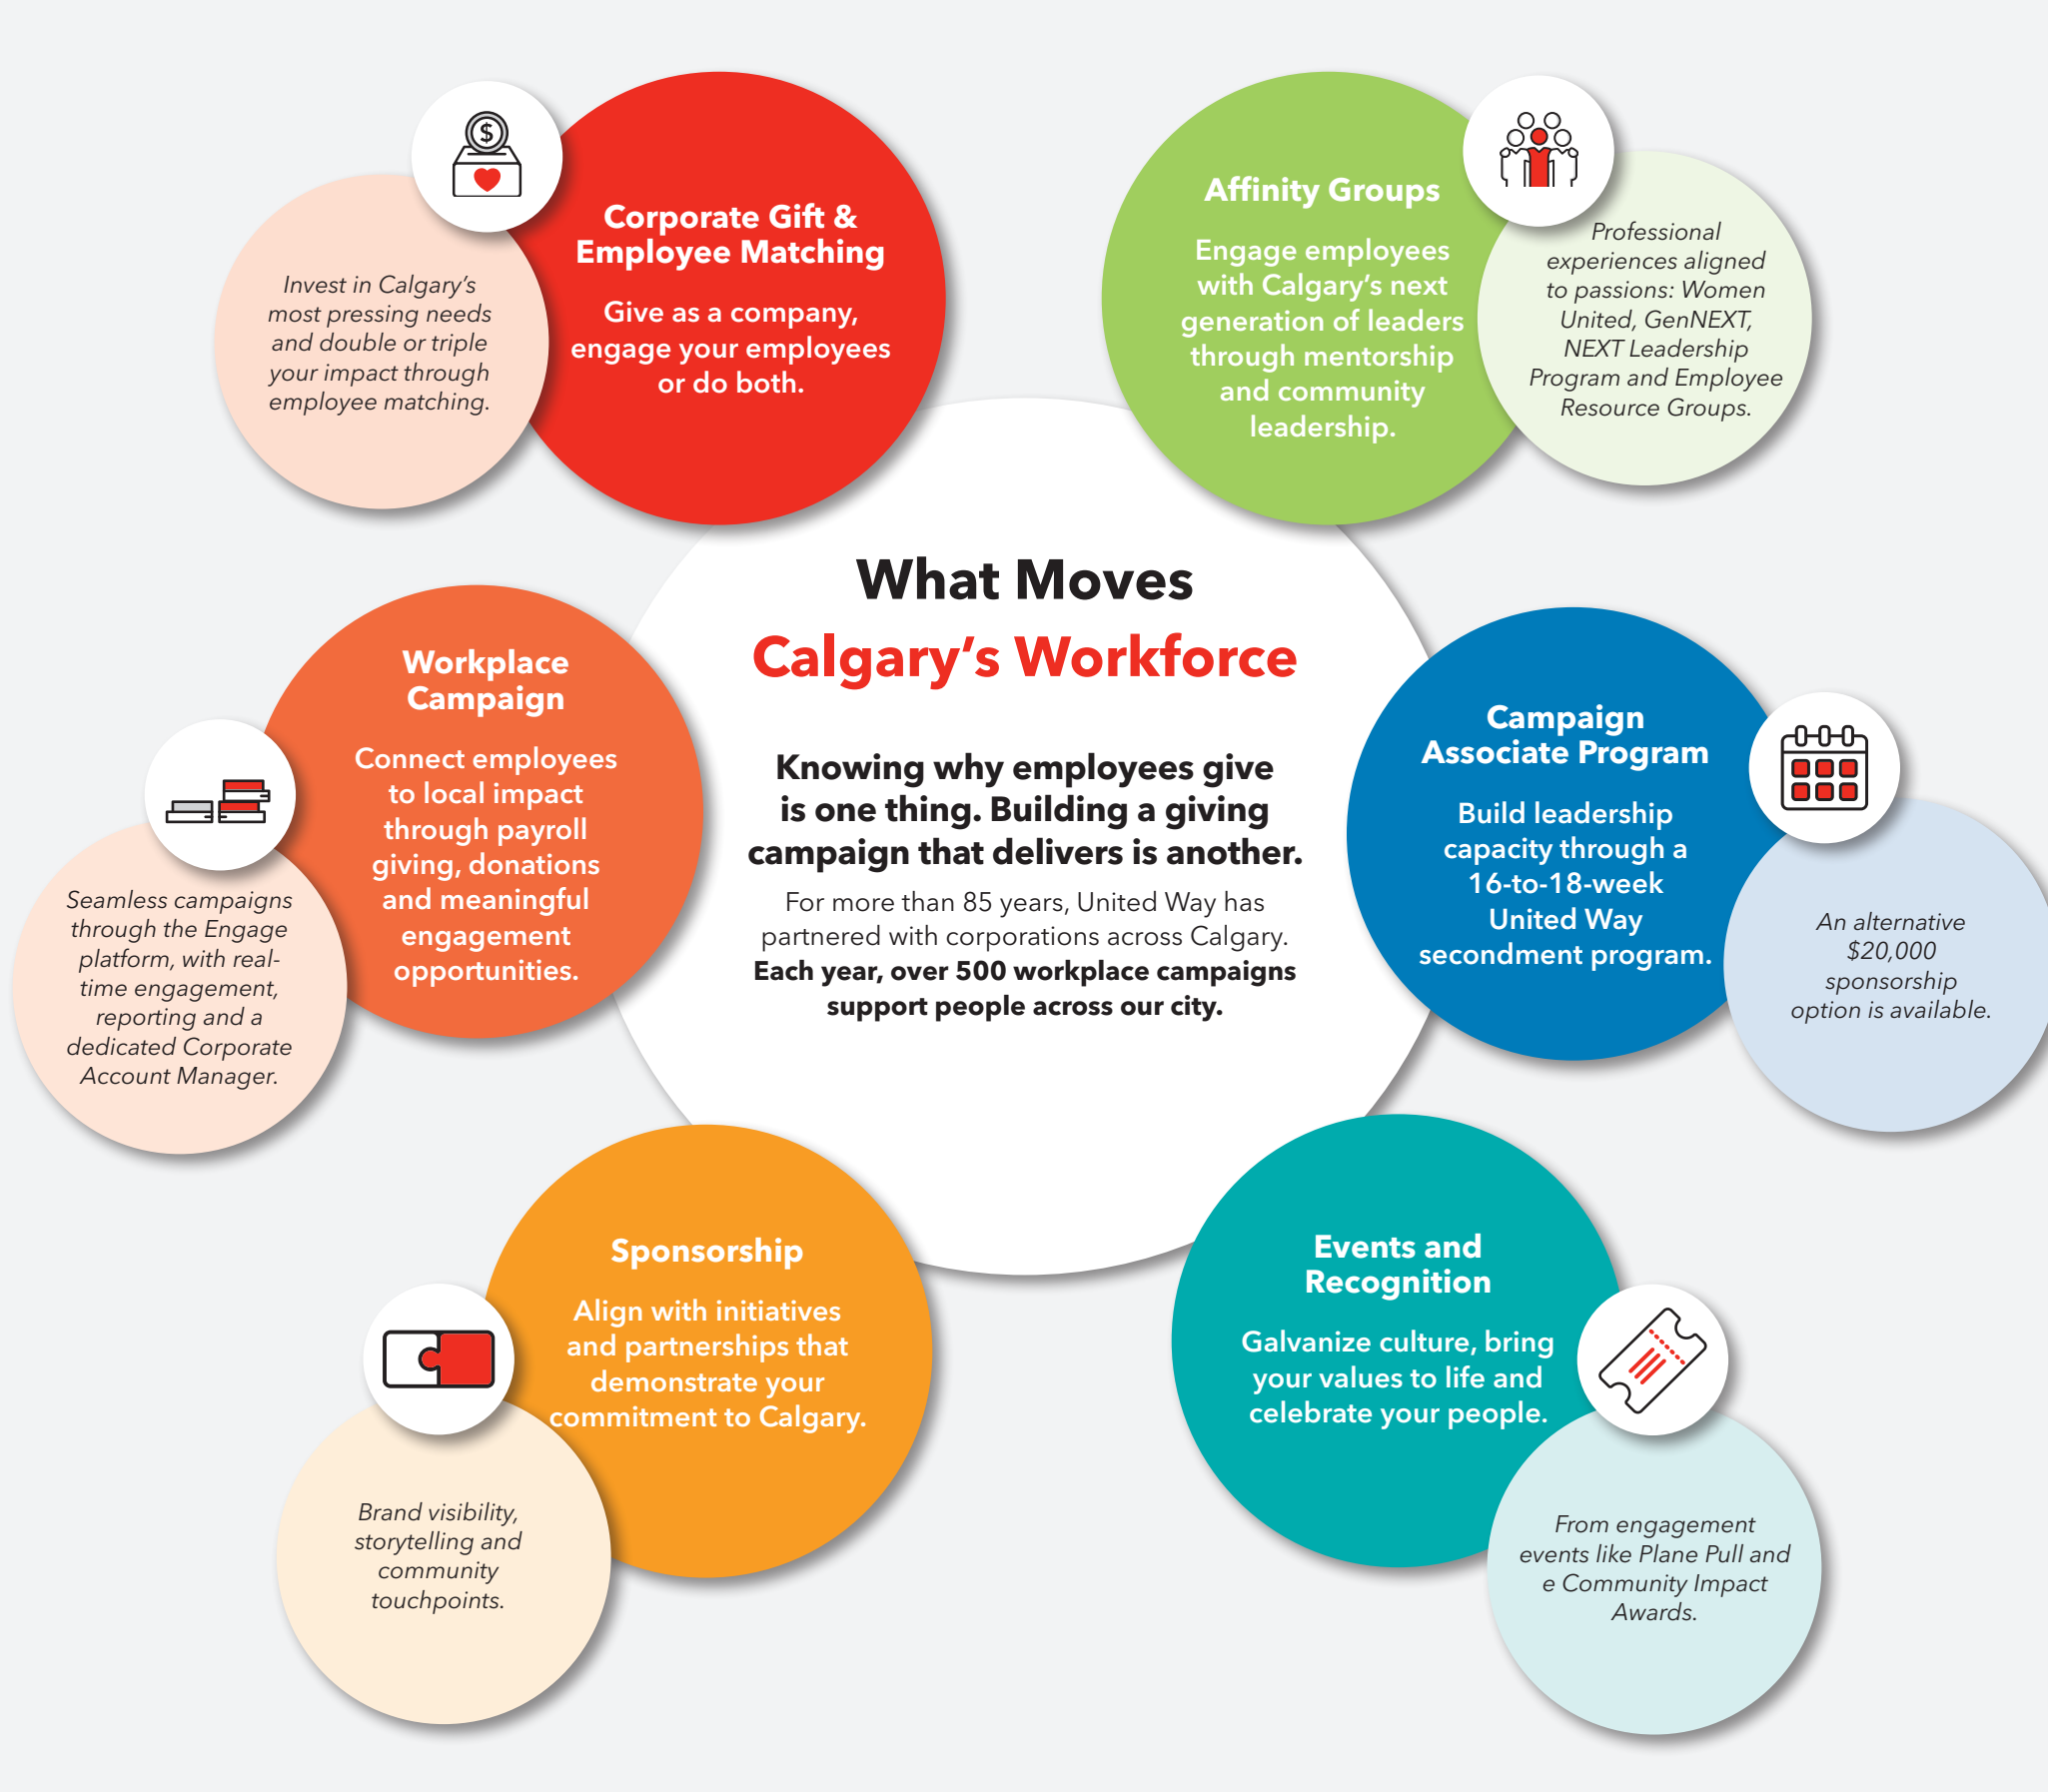 What Moves
Calgary’s Workforce
Knowing why employees give
is one thing. Building a giving
campaign that delivers is another.
For more than 85 years, United Way has
partnered with corporations across Calgary.
Each year, over 500 workplace campaigns
support people across our city.
$
Corporate Gift &
Employee Matching
Give as a company,
engage your employees
or do both.
Invest in Calgary’s
most pressing needs
and double or triple
your impact through
employee matching.
Affinity Groups
Engage employees
with Calgary’s next
generation of leaders
through mentorship
and community
leadership.
Professional
experiences aligned
to passions: Women
United, GenNEXT,
NEXT Leadership
Program and Employee
Resource Groups.
Workplace
Campaign
Connect employees
to local impact
through payroll
giving, donations
and meaningful
engagement
opportunities.
Seamless campaigns
through the Engage
platform, with real-
time engagement,
reporting and a
dedicated Corporate
Account Manager.
Campaign
Associate Program
Build leadership
capacity through a
16-to-18-week
United Way
secondment program.
An alternative
$20,000
sponsorship
option is available.
Sponsorship
Align with initiatives
and partnerships that
demonstrate your
commitment to Calgary.
Brand visibility,
storytelling and
community
touchpoints.
Events and
Recognition
Galvanize culture, bring
your values to life and
celebrate your people.
From engagement
events like Plane Pull and
e Community Impact
Awards.